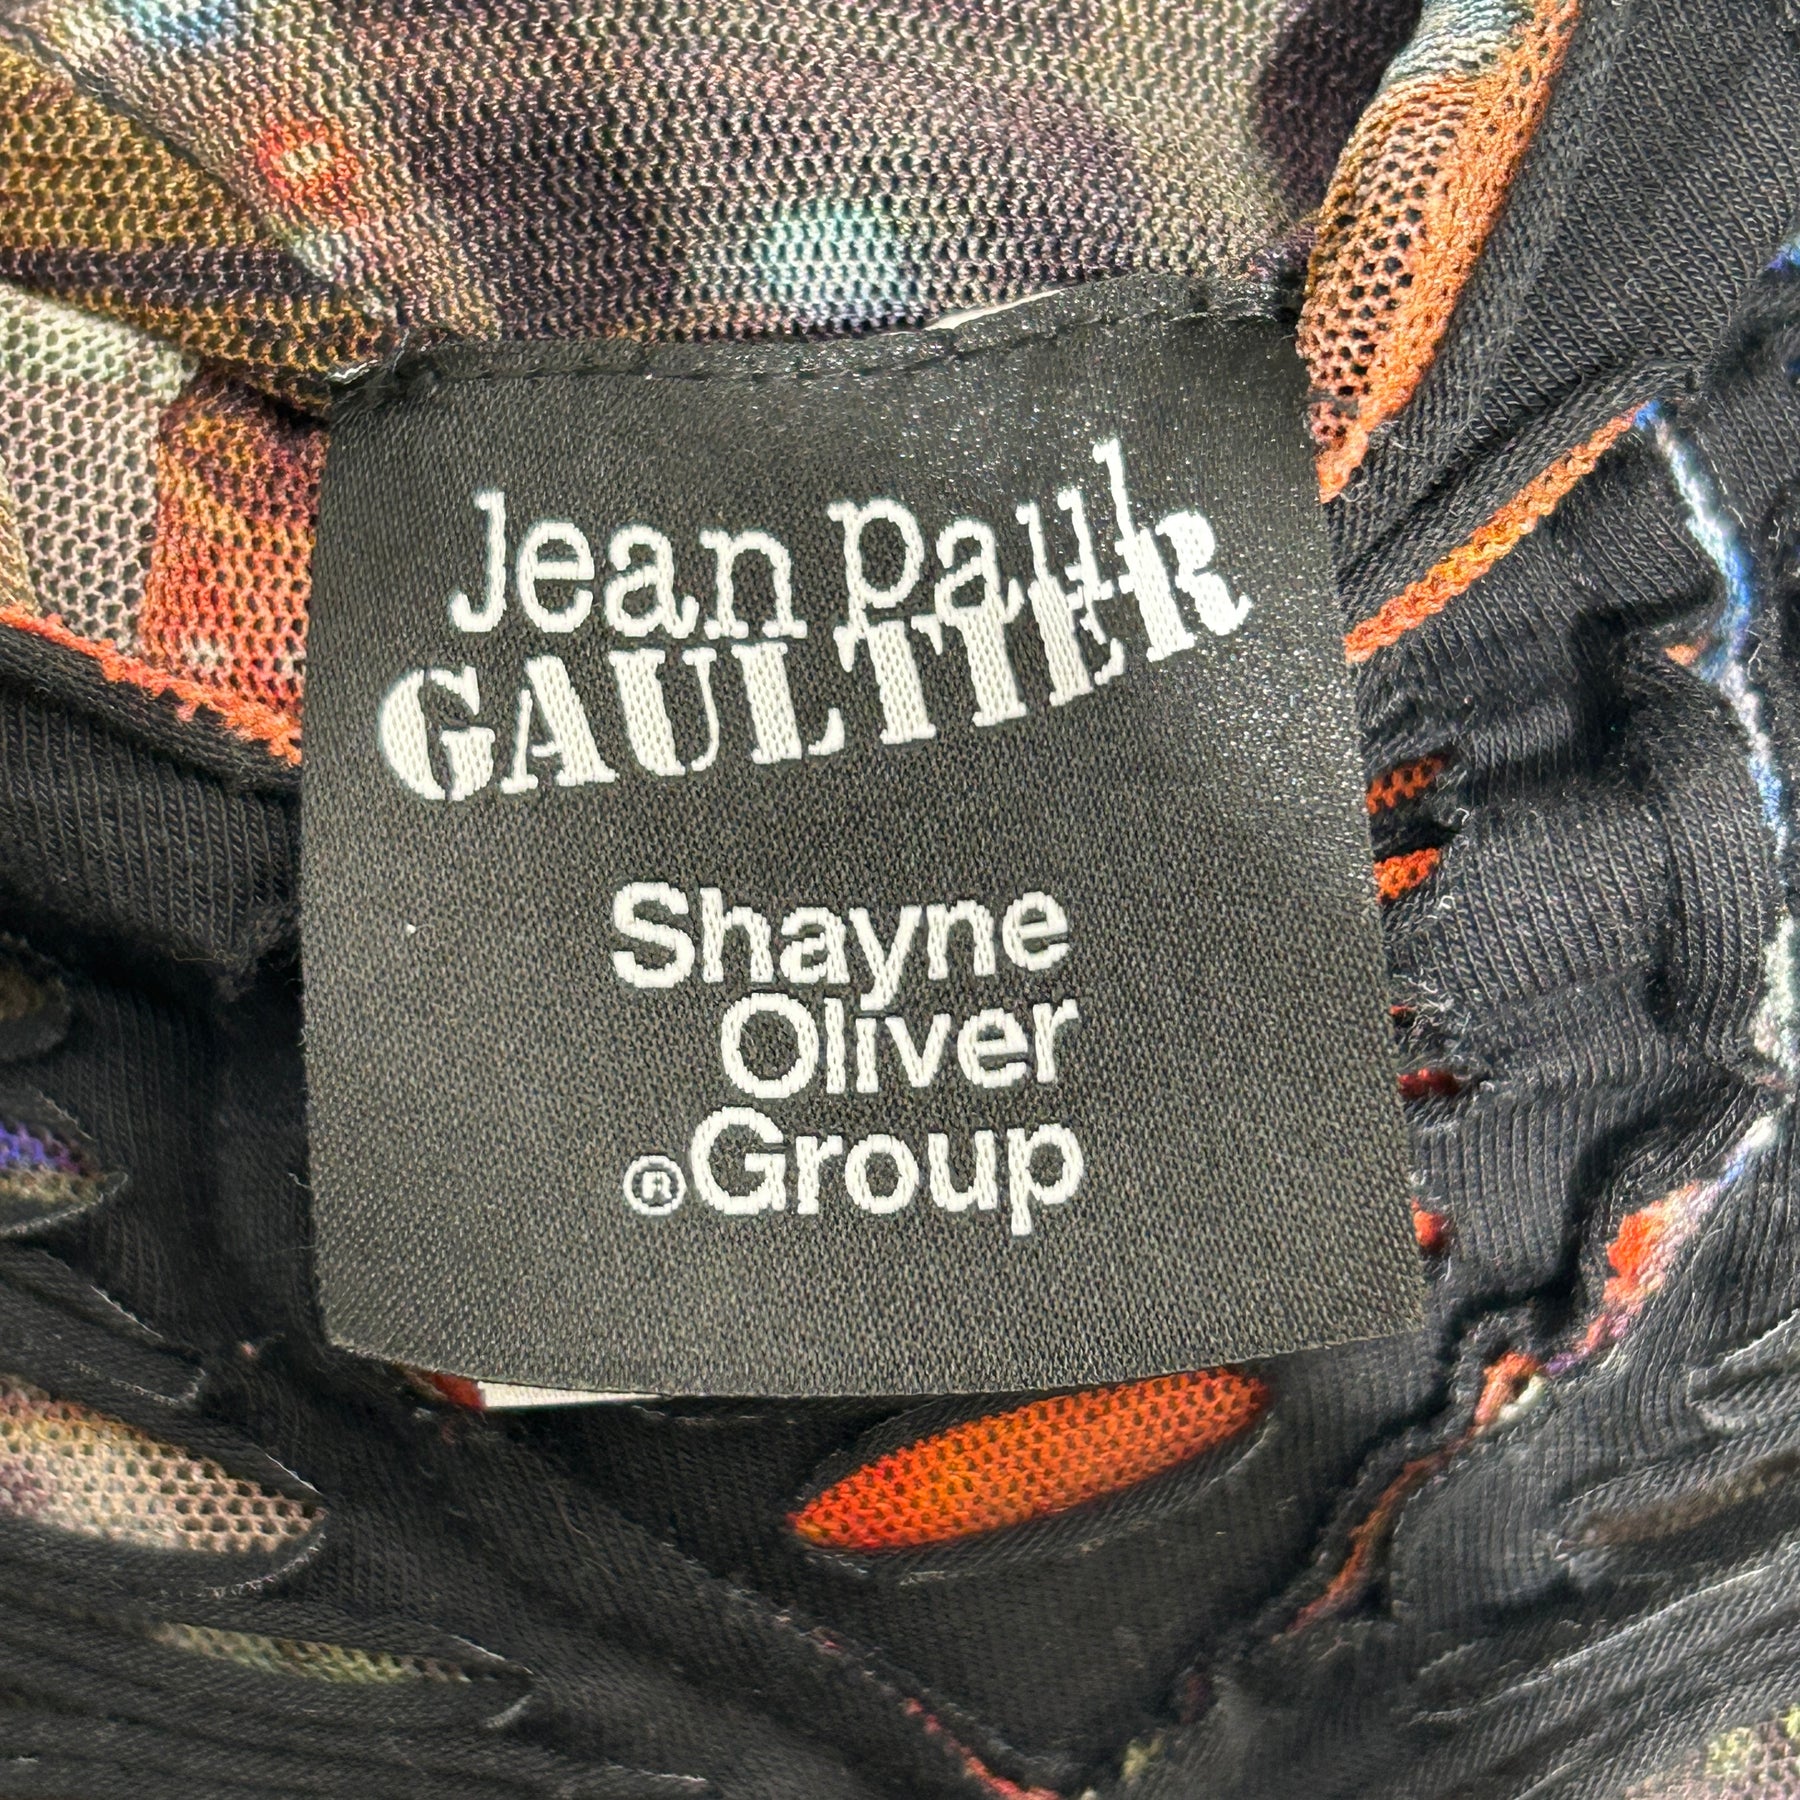 Jean Paul
GAULTIER
Shayne
Oliver
®Group